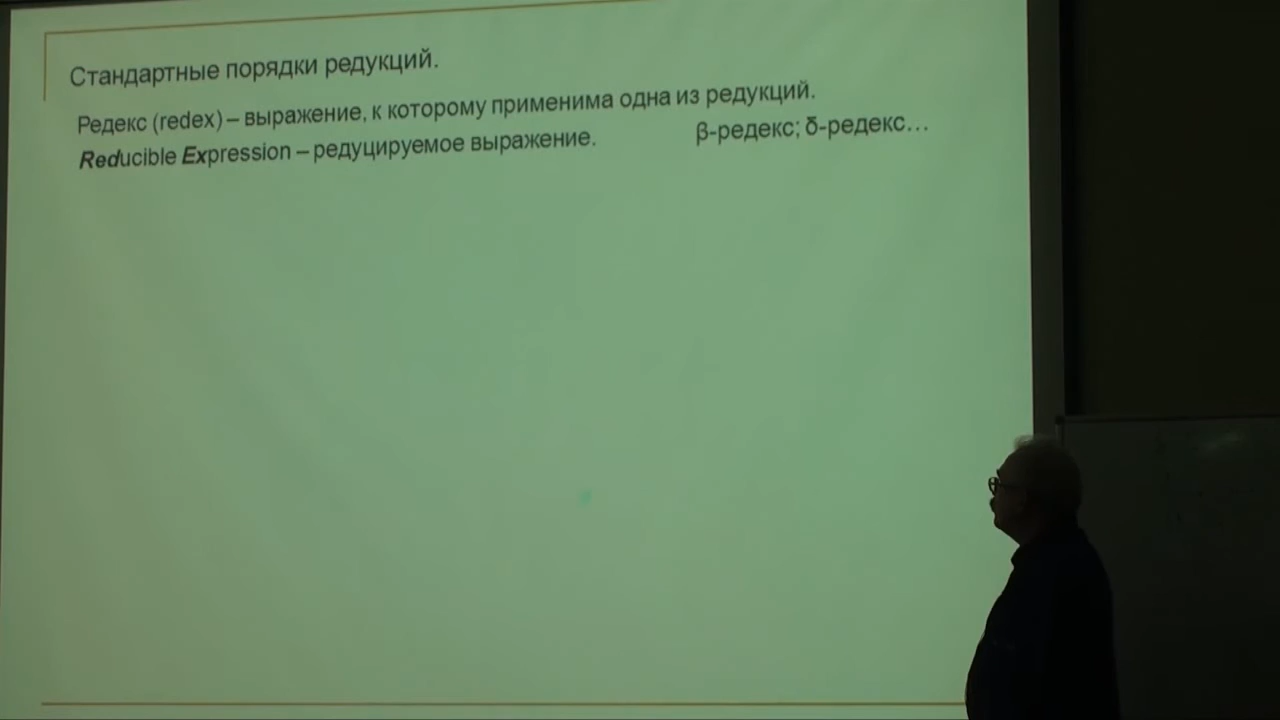 Стандартные порядки редукций.
Редекс (redex) – выражение, к которому применима одна из редукций.
Reducible Expression – редуцируемое выражение. β-редекс; δ-редекс…